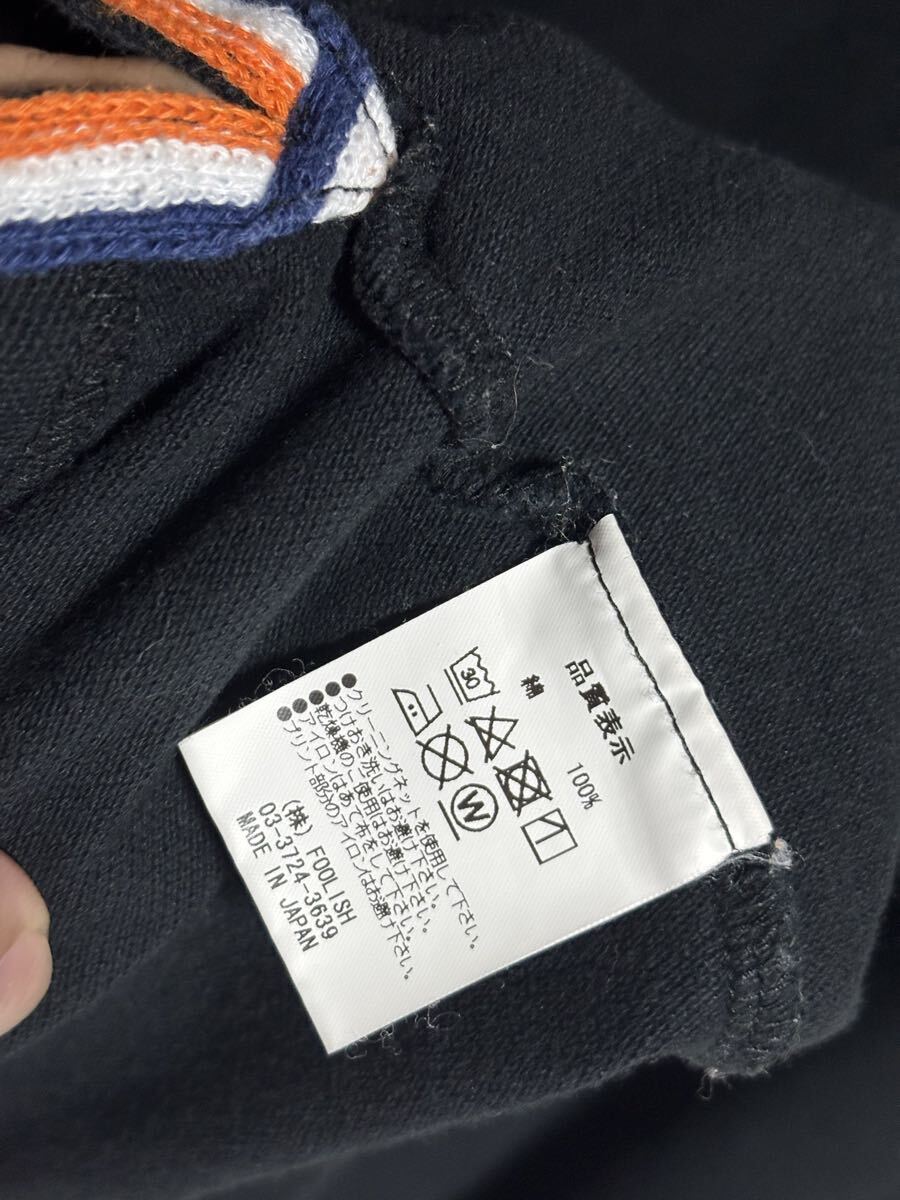 品質表示
綿 100%
30
W
●クリーニングネットを使用して下さい。
●つけおき洗いはお避け下さい。
●乾燥機のご使用はお避け下さい。
●アイロンはあて布をして下さい。
●プリント部分のアイロンはお避け下さい。
(株) FOOLISH
03-3724-3639
MADE IN JAPAN